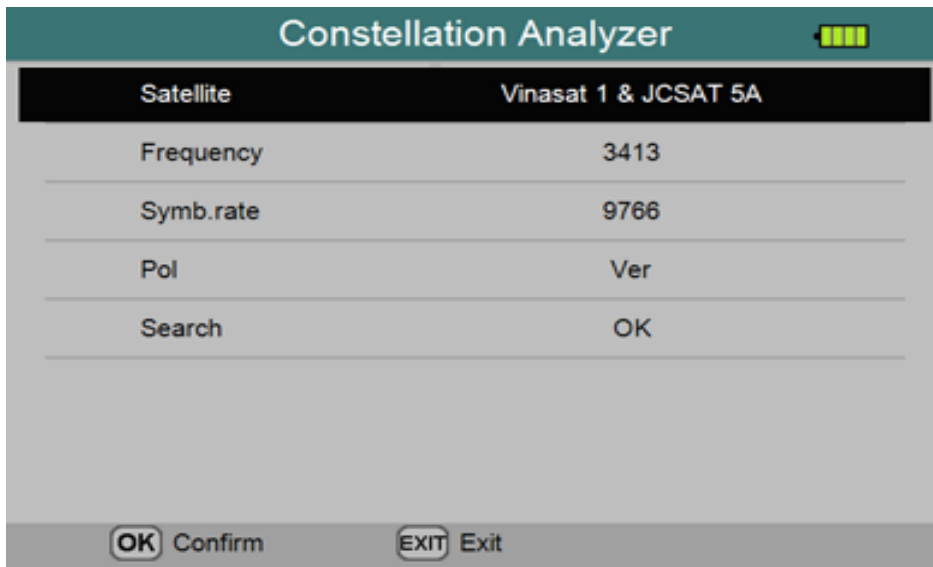 Constellation Analyzer
Satellite Vinasat 1 & JCSAT 5A
Frequency 3413
Symb.rate 9766
Pol Ver
Search OK
OK Confirm EXIT Exit